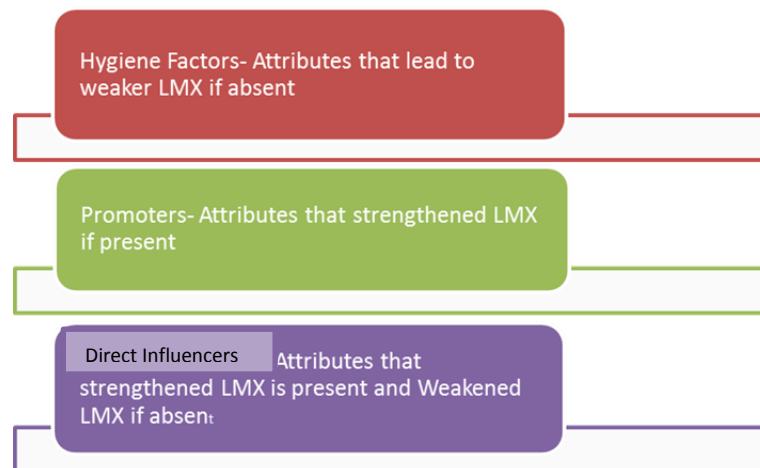 Hygiene Factors- Attributes that lead to
weaker LMX if absent
Promoters- Attributes that strengthened LMX
if present
Direct Influencers Attributes that
strengthened LMX is present and Weakened
LMX if absent